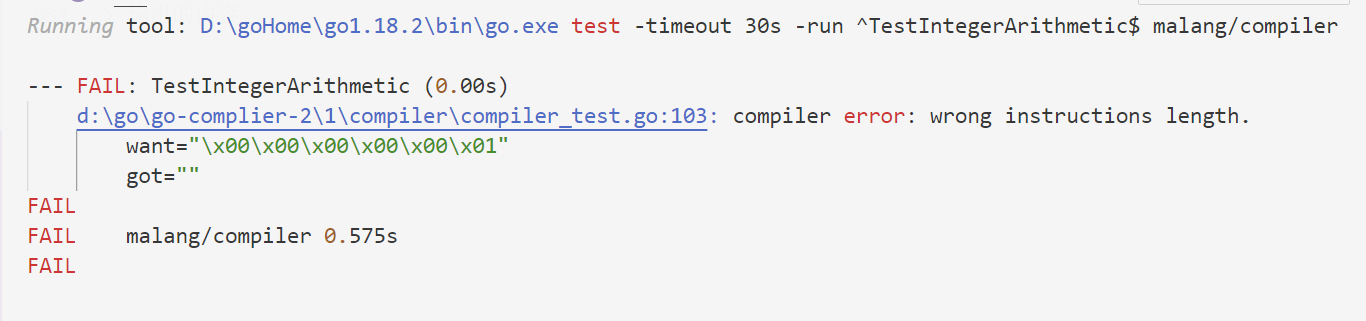 Running tool: D:\goHome\go1.18.2\bin\go.exe test -timeout 30s -run ^TestIntegerArithmetic$ malang/compiler
--- FAIL: TestIntegerArithmetic (0.00s)
d:\go\go-complier-2\1\compiler\compiler_test.go:103: compiler error: wrong instructions length.
want="\x00\x00\x00\x00\x00\x01"
got=""
FAIL
FAIL malang/compiler 0.575s
FAIL